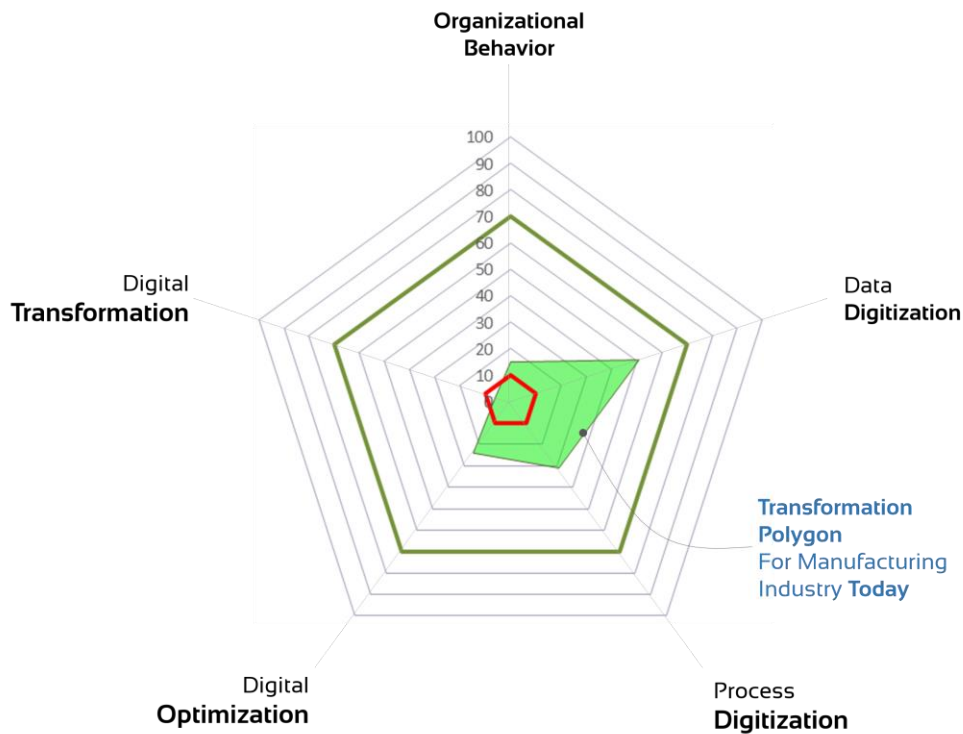 Organizational
Behavior
100
90
80
70
60
50
40
30
20
10
0
Digital
Transformation
Data
Digitization
Transformation
Polygon
For Manufacturing
Industry Today
Digital
Optimization
Process
Digitization